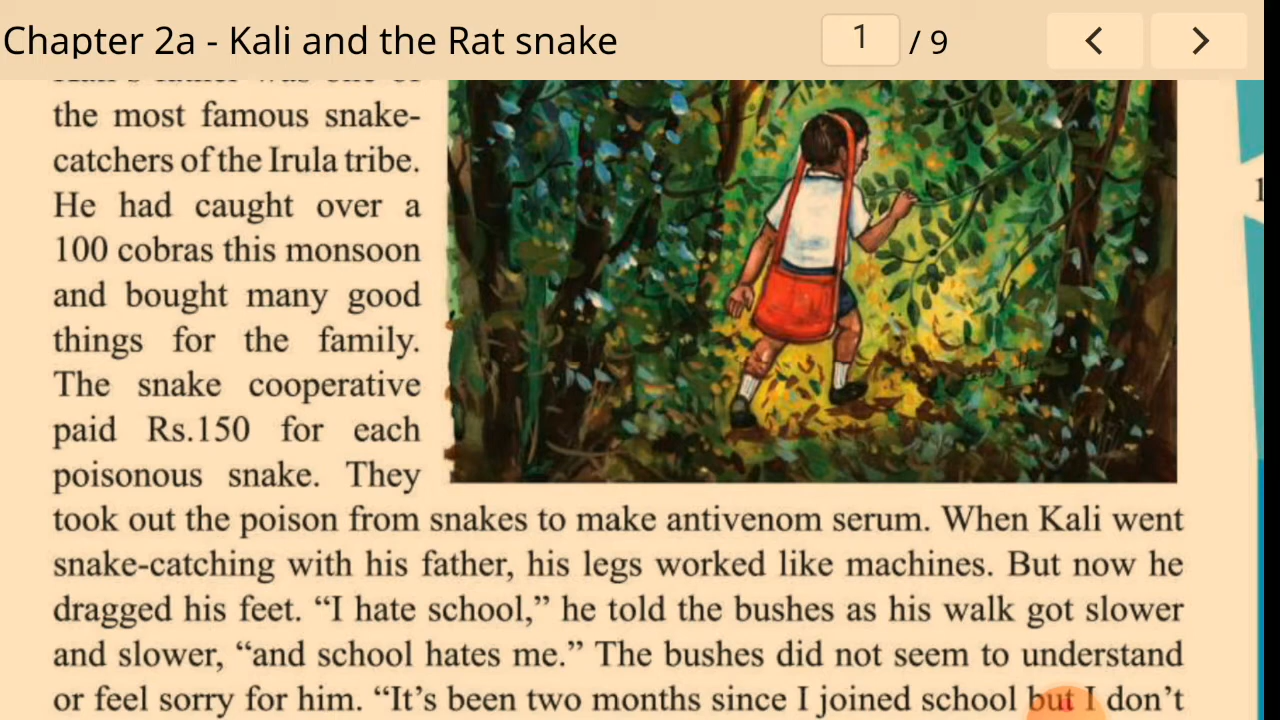 Chapter 2a - Kali and the Rat snake
1 / 9
the most famous snake-
catchers of the Irula tribe.
He had caught over a
100 cobras this monsoon
and bought many good
things for the family.
The snake cooperative
paid Rs.150 for each
poisonous snake. They
took out the poison from snakes to make antivenom serum. When Kali went
snake-catching with his father, his legs worked like machines. But now he
dragged his feet. “I hate school,” he told the bushes as his walk got slower
and slower, “and school hates me.” The bushes did not seem to understand
or feel sorry for him. “It’s been two months since I joined school but I don’t